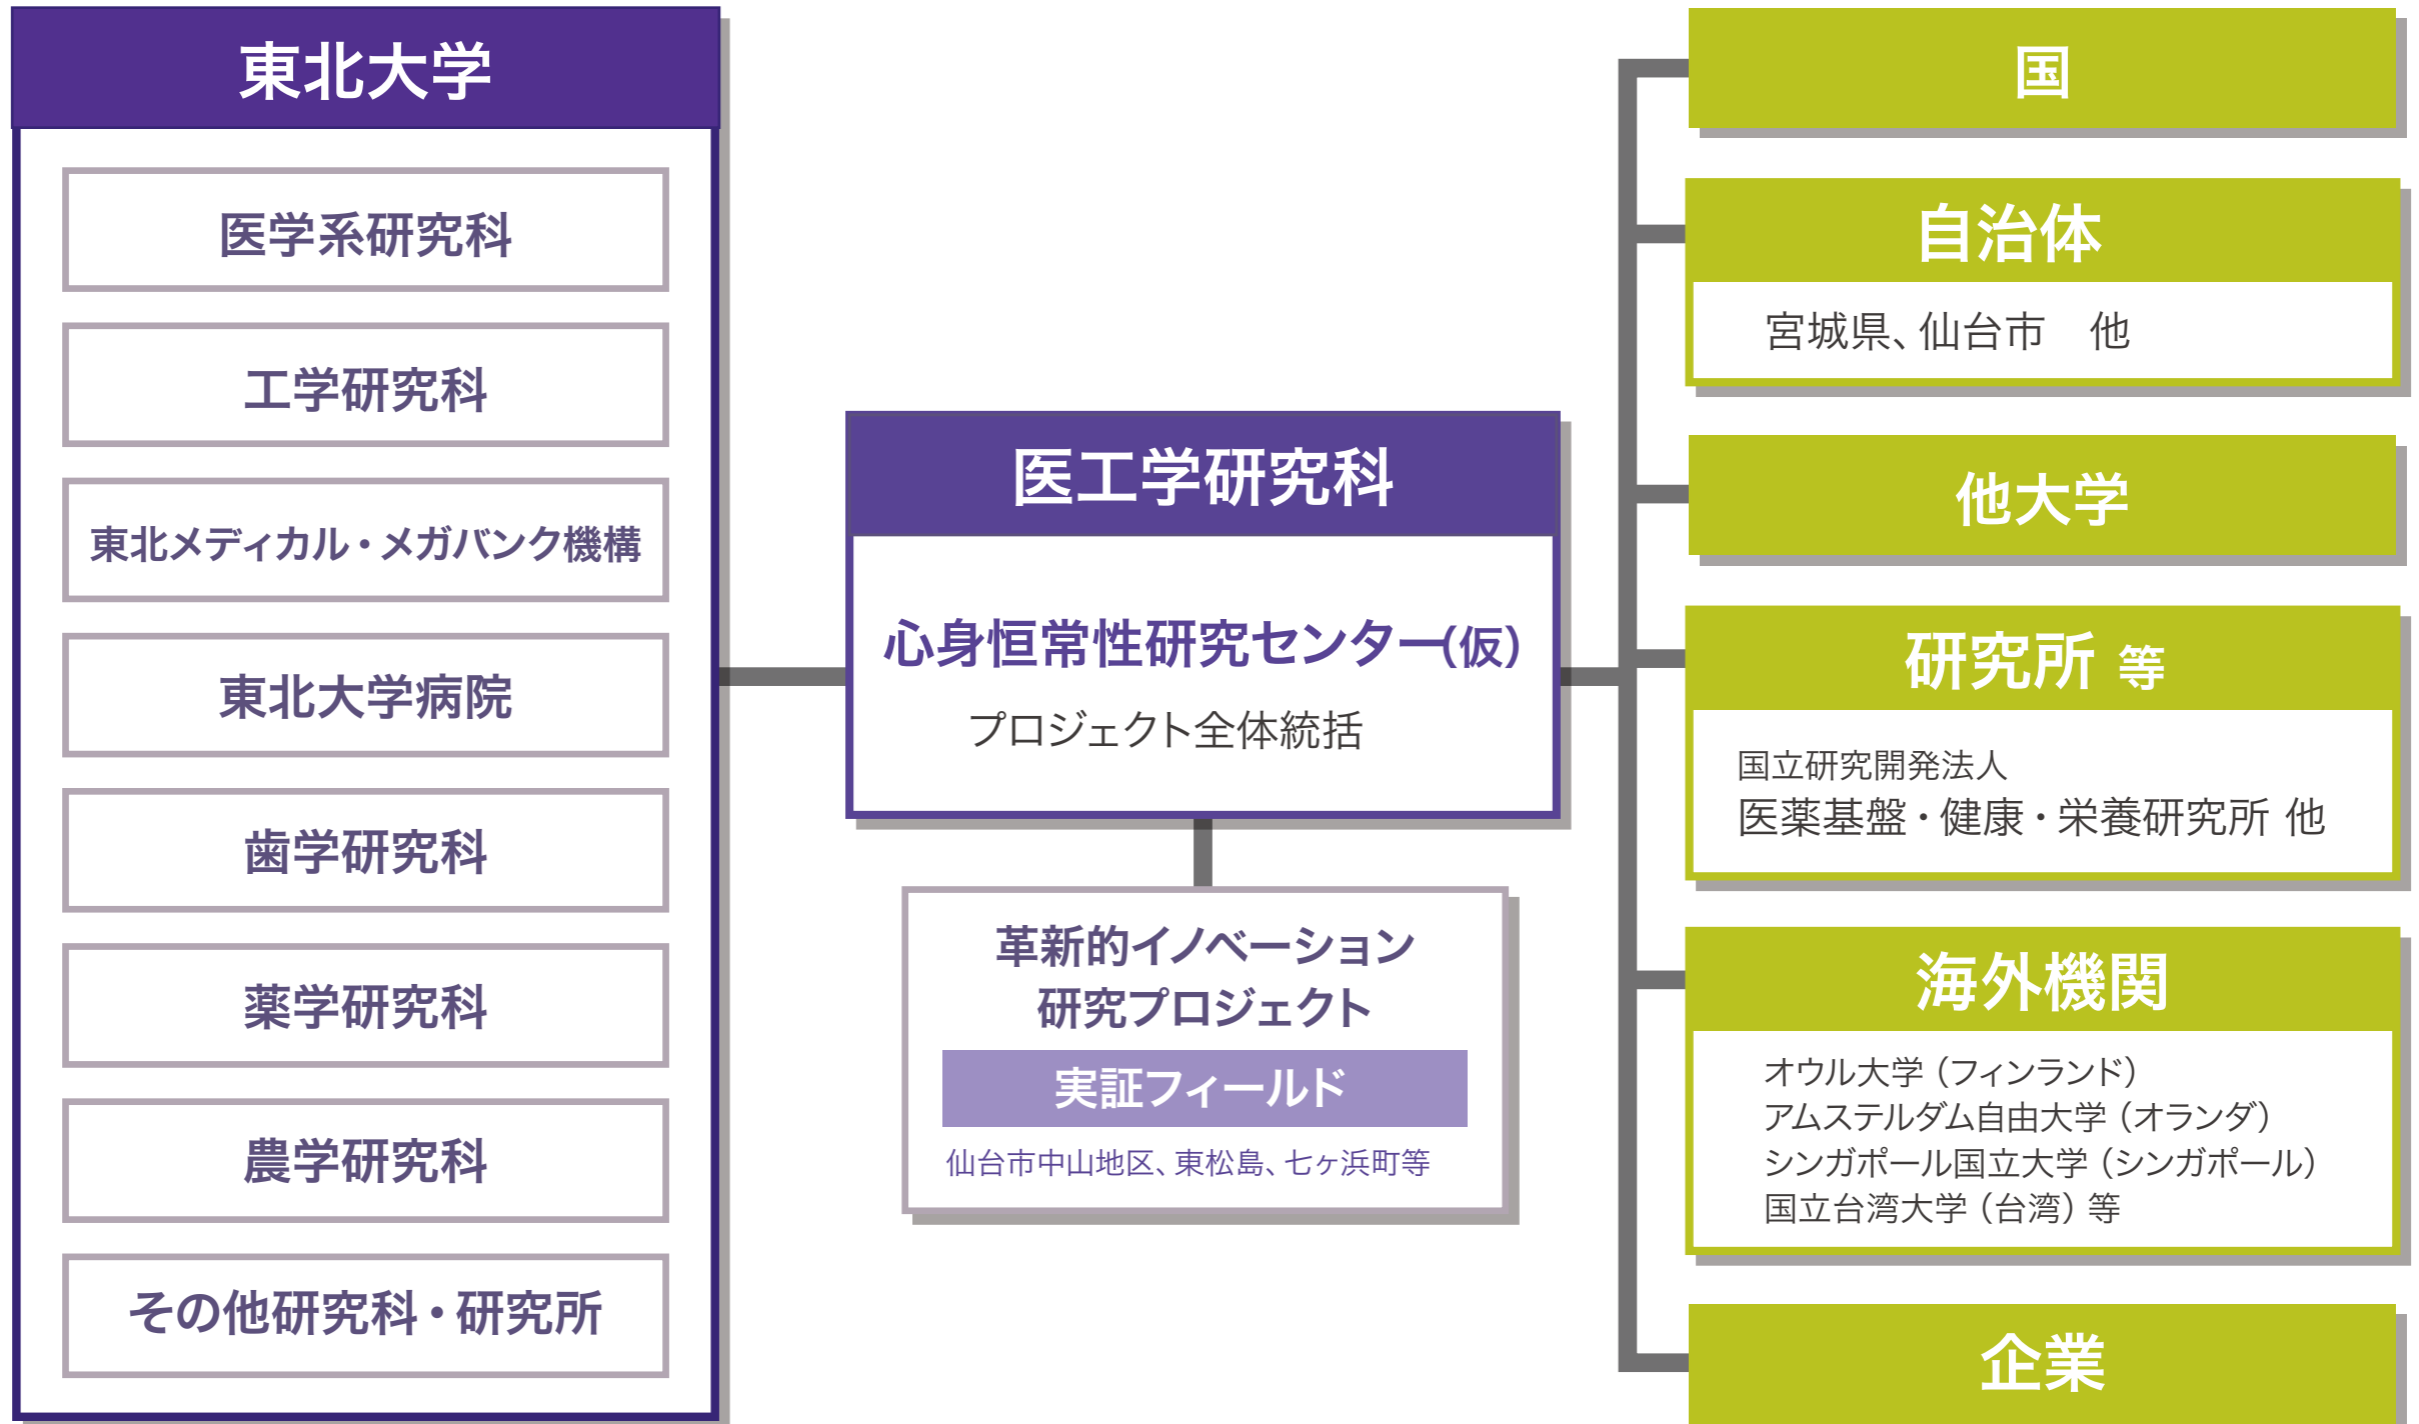 東北大学
医学系研究科
工学研究科
東北メディカル・メガバンク機構
東北大学病院
歯学研究科
薬学研究科
農学研究科
その他研究科・研究所
医工学研究科
心身恒常性研究センター(仮)
プロジェクト全体統括
革新的イノベーション
研究プロジェクト
実証フィールド
仙台市中山地区、東松島、七ヶ浜町等
国
自治体
宮城県、仙台市　他
他大学
研究所 等
国立研究開発法人
医薬基盤・健康・栄養研究所 他
海外機関
オウル大学（フィンランド）
アムステルダム自由大学（オランダ）
シンガポール国立大学（シンガポール）
国立台湾大学（台湾）等
企業